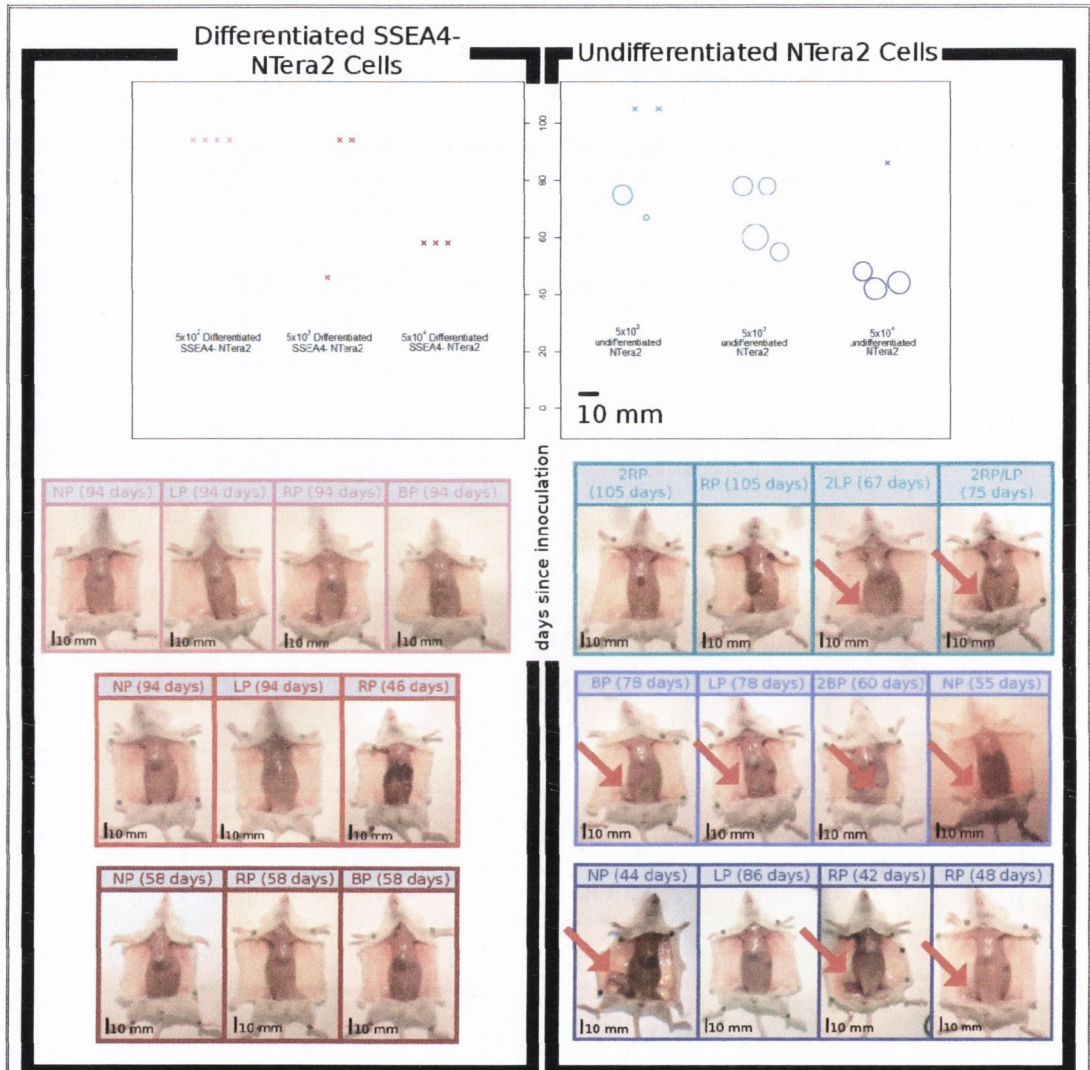 Differentiated SSEA4-
NTera2 Cells
Undifferentiated NTera2 Cells
100
80
60
40
20
0
5x10² Differentiated
SSEA4- NTera2
5x10³ Differentiated
SSEA4- NTera2
5x10⁴ Differentiated
SSEA4- NTera2
5x10²
undifferentiated
NTera2
5x10³
undifferentiated
NTera2
5x10⁴
undifferentiated
NTera2
10 mm
days since innoculation
NP (94 days)
LP (94 days)
RP (94 days)
BP (94 days)
10 mm
10 mm
10 mm
10 mm
2RP
(105 days)
RP (105 days)
2LP (67 days)
2RP/LP
(75 days)
10 mm
10 mm
10 mm
10 mm
NP (94 days)
LP (94 days)
RP (46 days)
10 mm
10 mm
10 mm
BP (78 days)
LP (78 days)
2BP (60 days)
NP (55 days)
10 mm
10 mm
10 mm
10 mm
NP (58 days)
RP (58 days)
BP (58 days)
10 mm
10 mm
10 mm
NP (44 days)
LP (86 days)
RP (42 days)
RP (48 days)
10 mm
10 mm
10 mm
10 mm